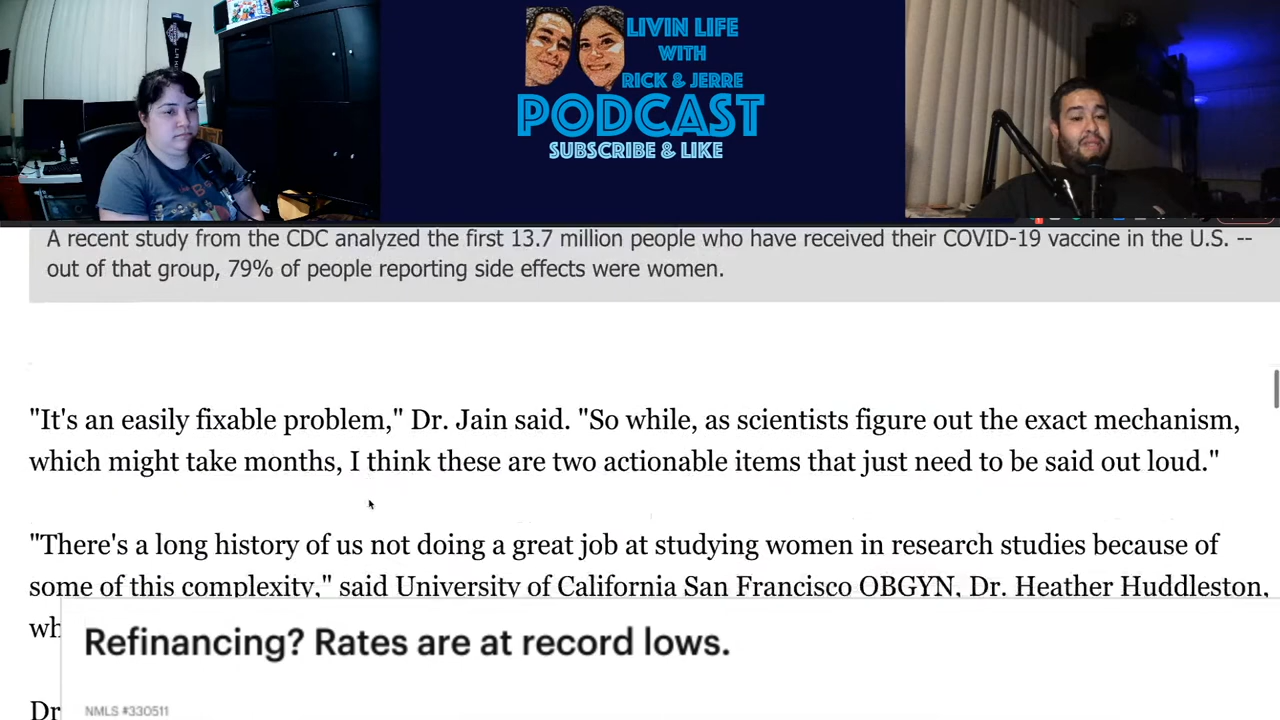 LIVIN LIFE
WITH
RICK & JERRE
PODCAST
SUBSCRIBE & LIKE
A recent study from the CDC analyzed the first 13.7 million people who have received their COVID-19 vaccine in the U.S. --
out of that group, 79% of people reporting side effects were women.
"It's an easily fixable problem," Dr. Jain said. "So while, as scientists figure out the exact mechanism,
which might take months, I think these are two actionable items that just need to be said out loud."
"There's a long history of us not doing a great job at studying women in research studies because of
some of this complexity," said University of California San Francisco OBGYN, Dr. Heather Huddleston,
wh
Refinancing? Rates are at record lows.
Dr
NMLS #330511